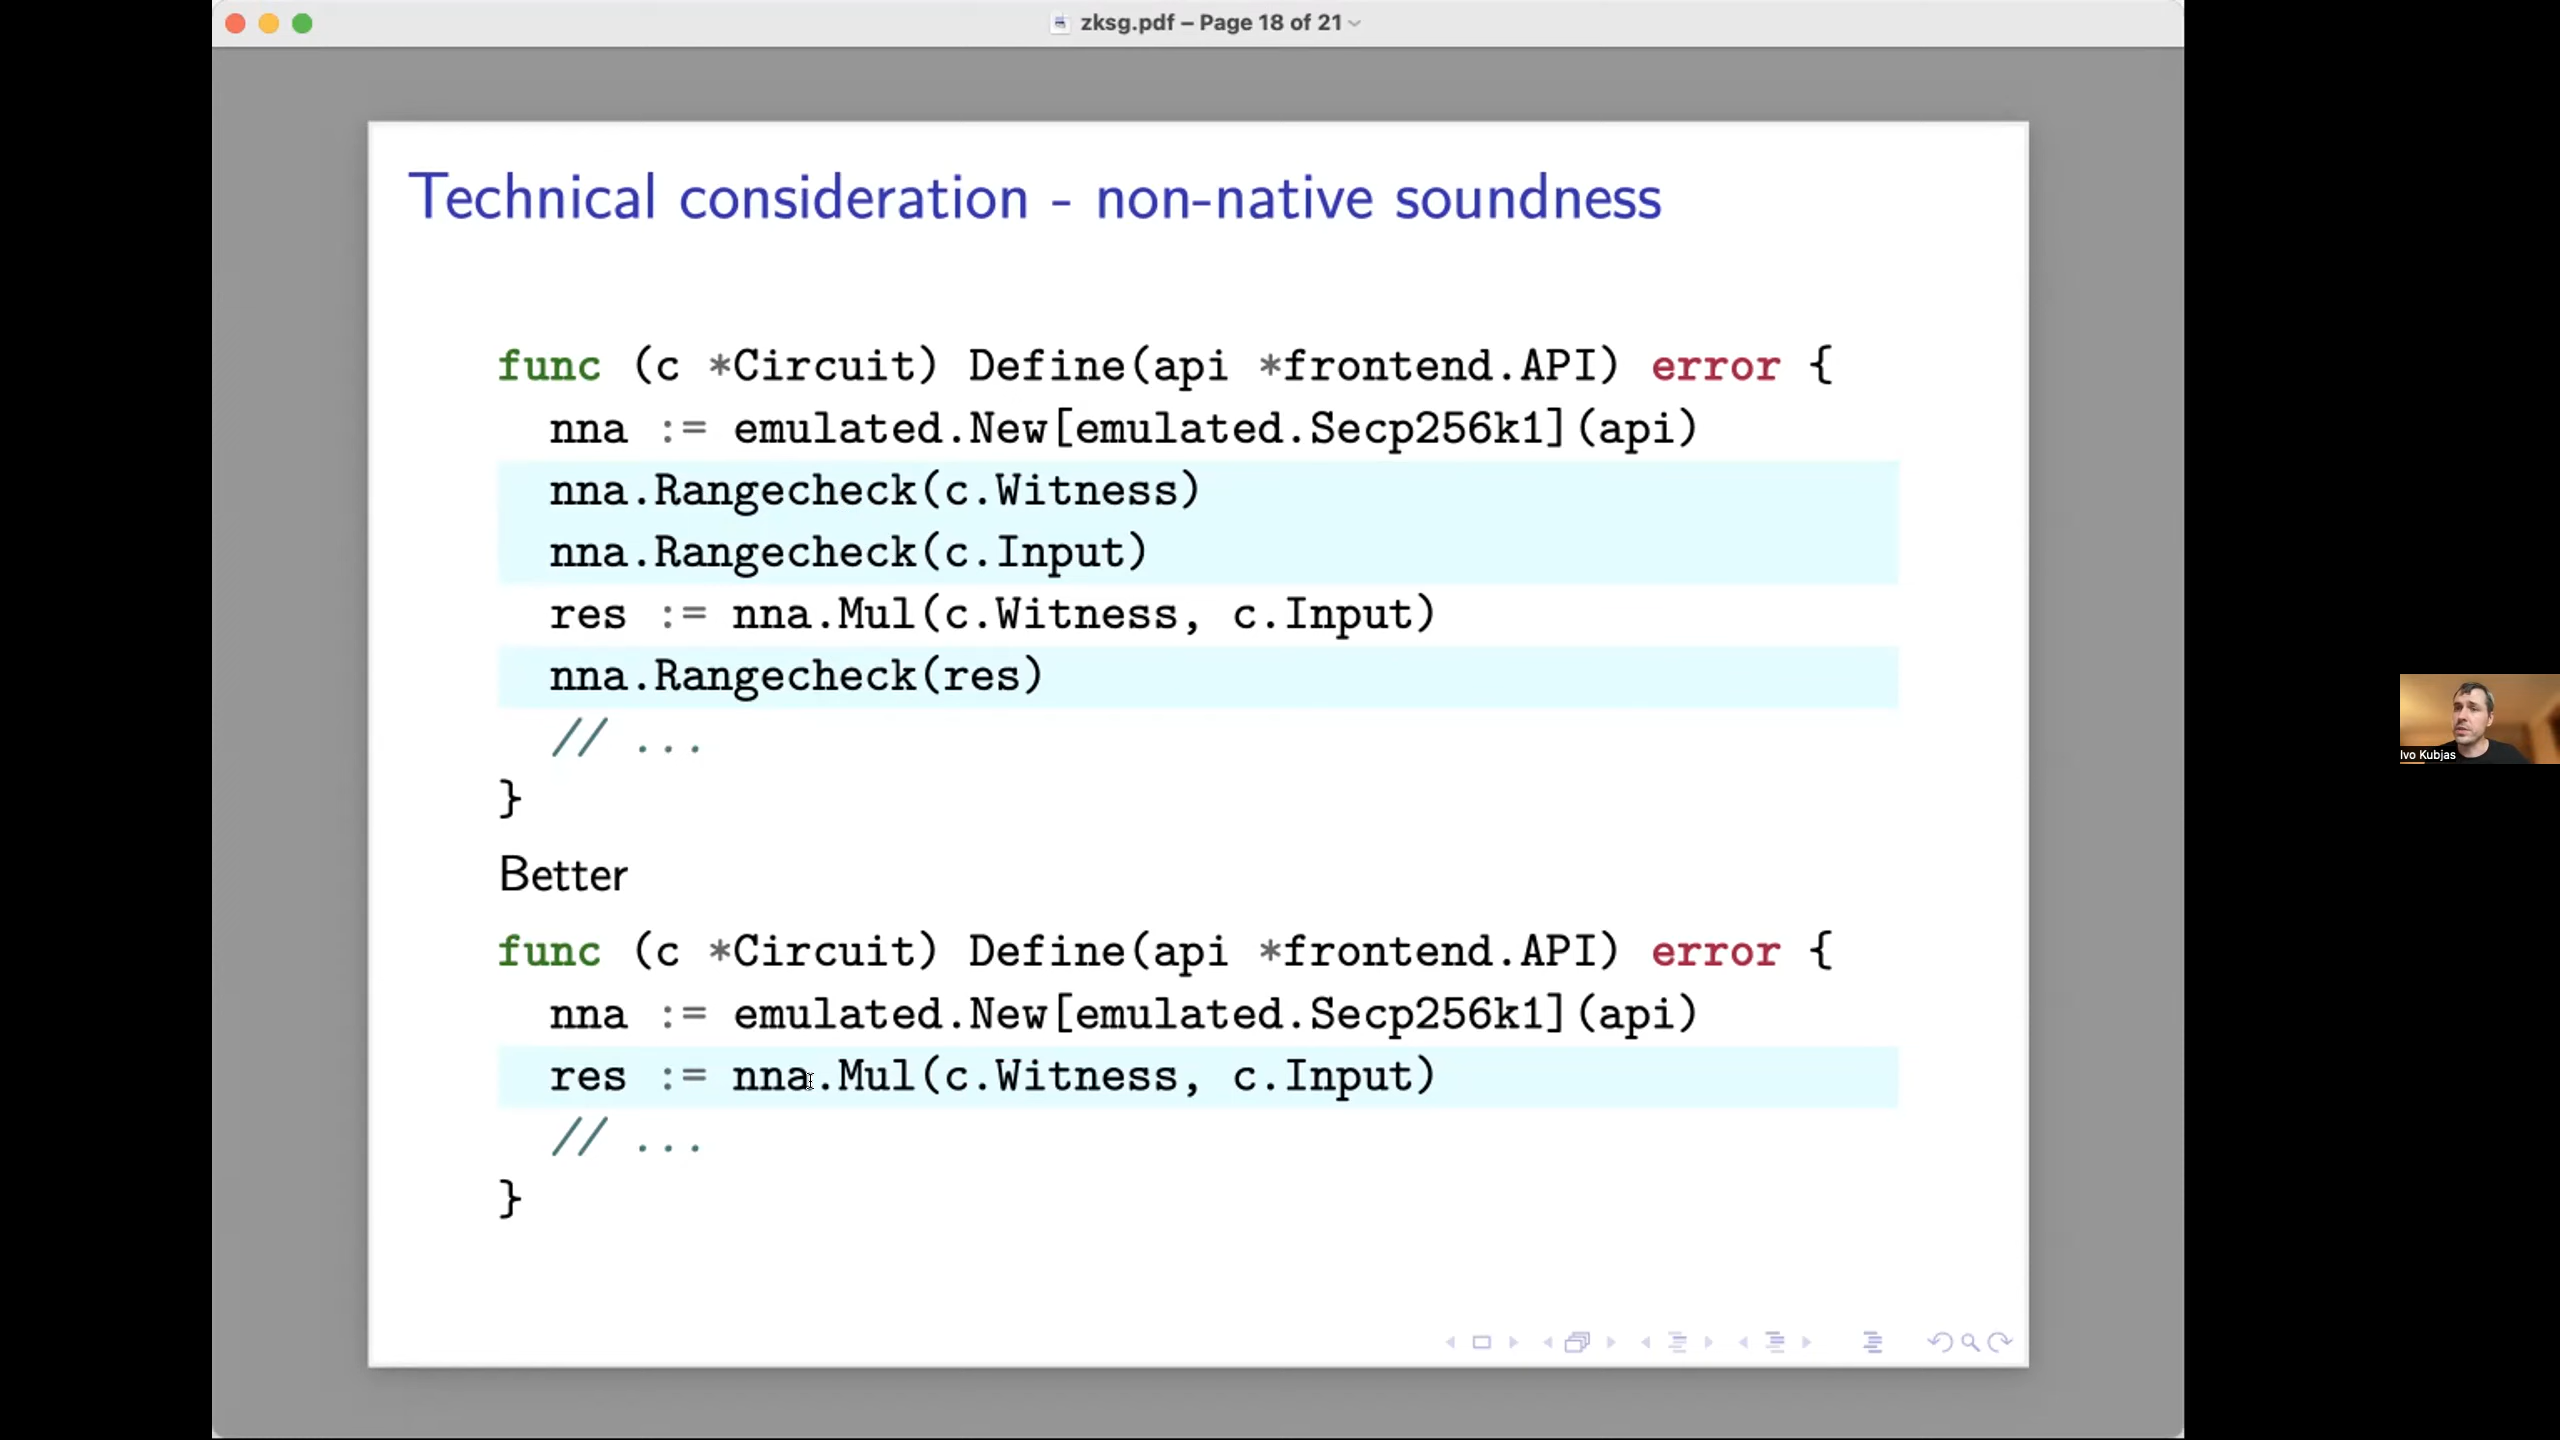 zksg.pdf – Page 18 of 21
Technical consideration - non-native soundness
func (c *Circuit) Define(api *frontend.API) error {
  nna := emulated.New[emulated.Secp256k1](api)
  nna.Rangecheck(c.Witness)
  nna.Rangecheck(c.Input)
  res := nna.Mul(c.Witness, c.Input)
  nna.Rangecheck(res)
  // ...
}
Better
func (c *Circuit) Define(api *frontend.API) error {
  nna := emulated.New[emulated.Secp256k1](api)
  res := nna.Mul(c.Witness, c.Input)
  // ...
}
Ivo Kubjas